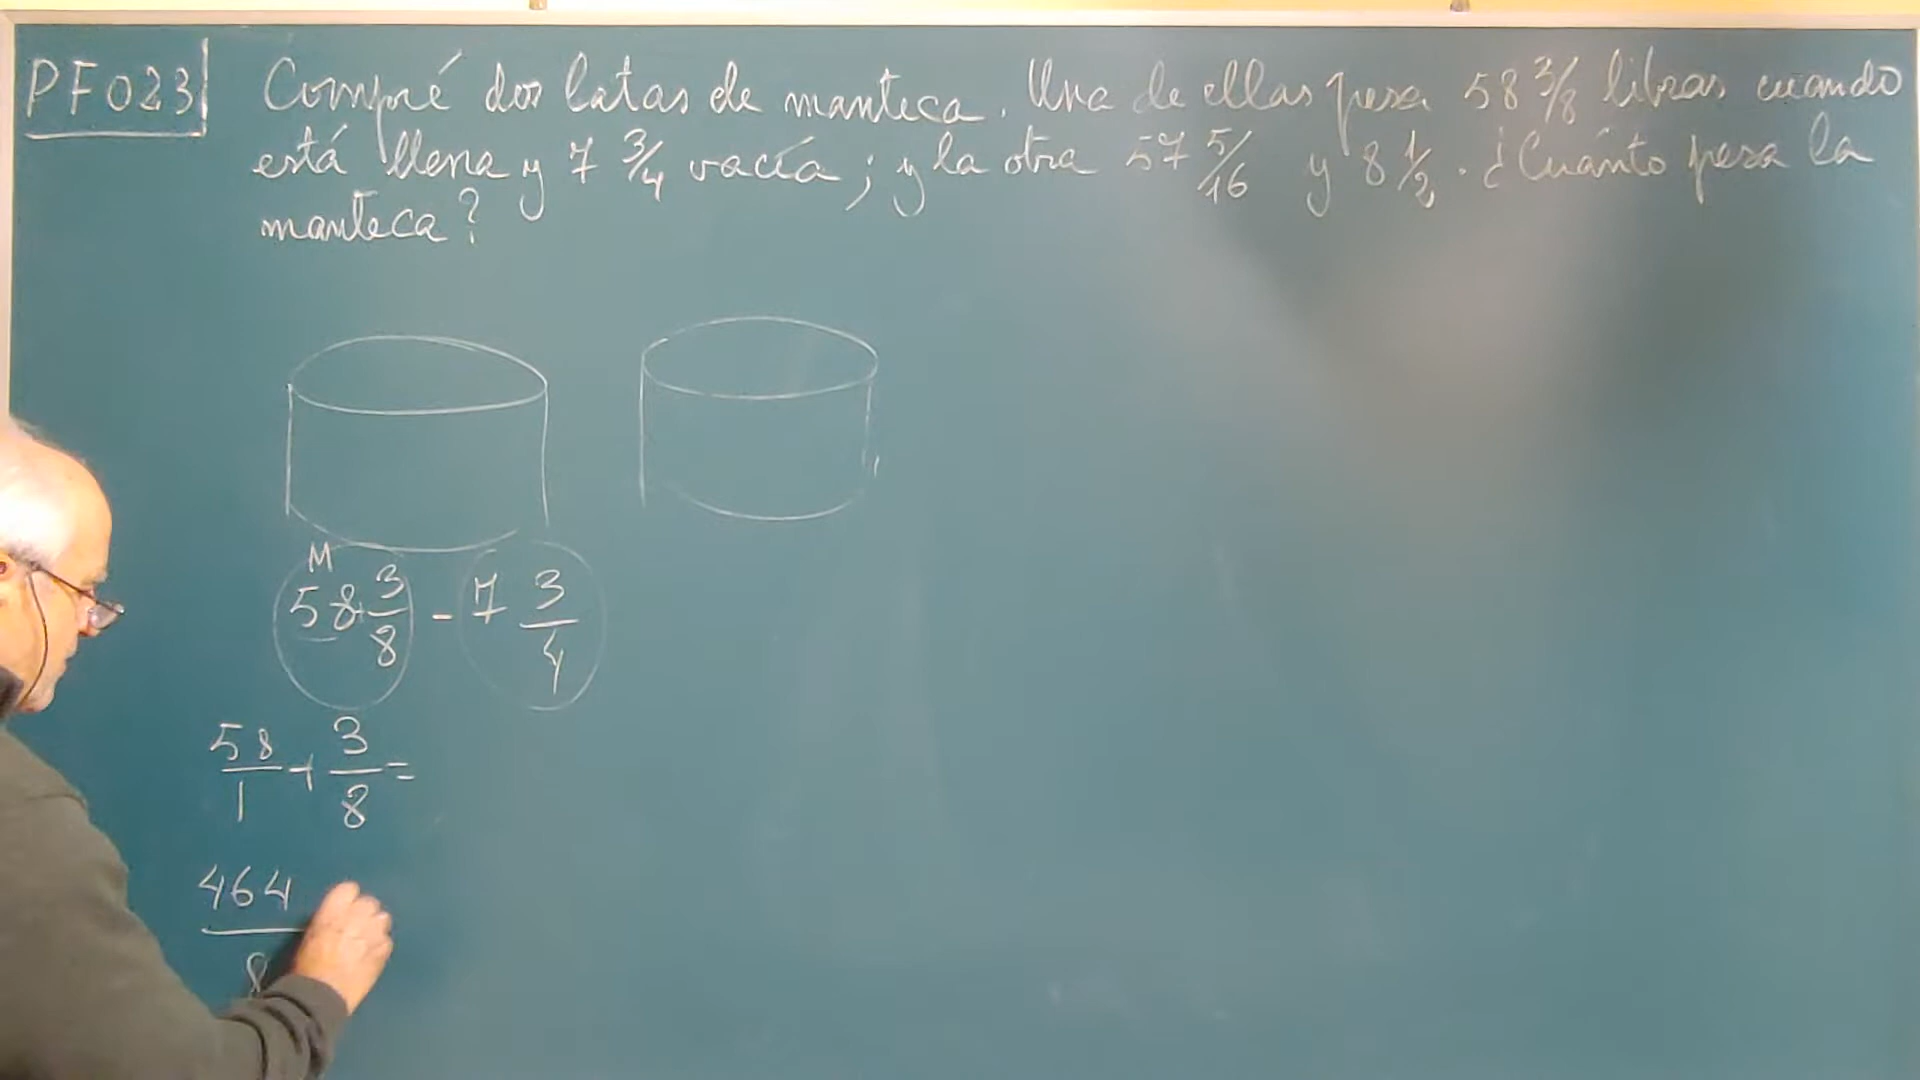 PF023
Compré dos latas de manteca. Una de ellas pesa 58 3/8 libras cuando
está llena y 7 3/4 vacía; y la otra 57 5/16 y 8 1/2. ¿Cuánto pesa la
manteca?
M
58+3/8 - 7 3/4
58/1 + 3/8 =
464/8